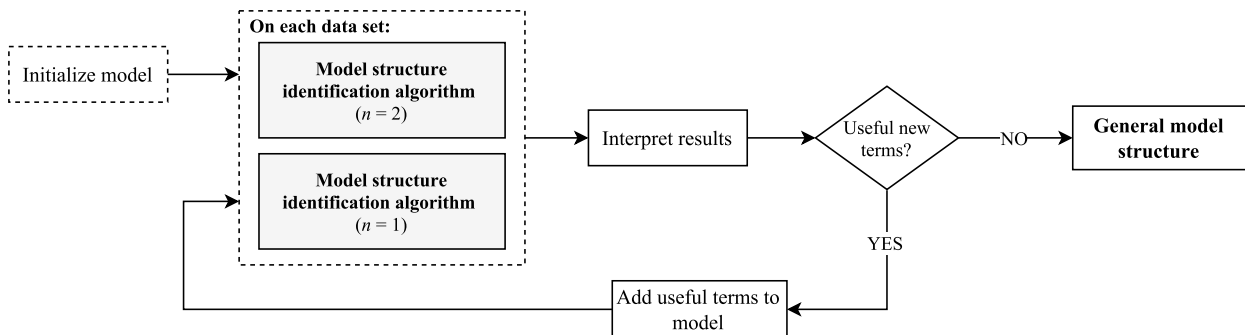 Initialize model
On each data set:
Model structure
identification algorithm
(n = 2)
Model structure
identification algorithm
(n = 1)
Interpret results
Useful new
terms?
NO
General model
structure
YES
Add useful terms to
model